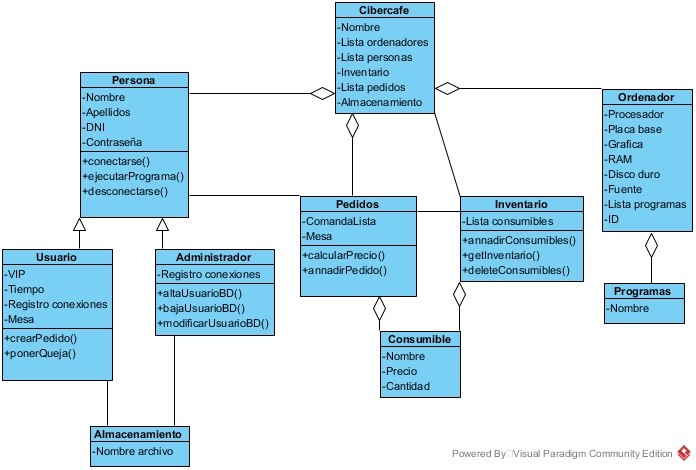 Cibercafe
-Nombre
-Lista ordenadores
-Lista personas
-Inventario
-Lista pedidos
-Almacenamiento
Persona
-Nombre
-Apellidos
-DNI
-Contraseña
+conectarse()
+ejecutarPrograma()
+desconectarse()
Ordenador
-Procesador
-Placa base
-Grafica
-RAM
-Disco duro
-Fuente
-Lista programas
-ID
Pedidos
-ComandaLista
-Mesa
+calcularPrecio()
+annadirPedido()
Inventario
-Lista consumibles
+annadirConsumibles()
+getInventario()
+deleteConsumibles()
Usuario
-VIP
-Tiempo
-Registro conexiones
-Mesa
+crearPedido()
+ponerQueja()
Administrador
-Registro conexiones
+altaUsuarioBD()
+bajaUsuarioBD()
+modificarUsuarioBD()
Programas
-Nombre
Consumible
-Nombre
-Precio
-Cantidad
Almacenamiento
-Nombre archivo
Powered By Visual Paradigm Community Edition